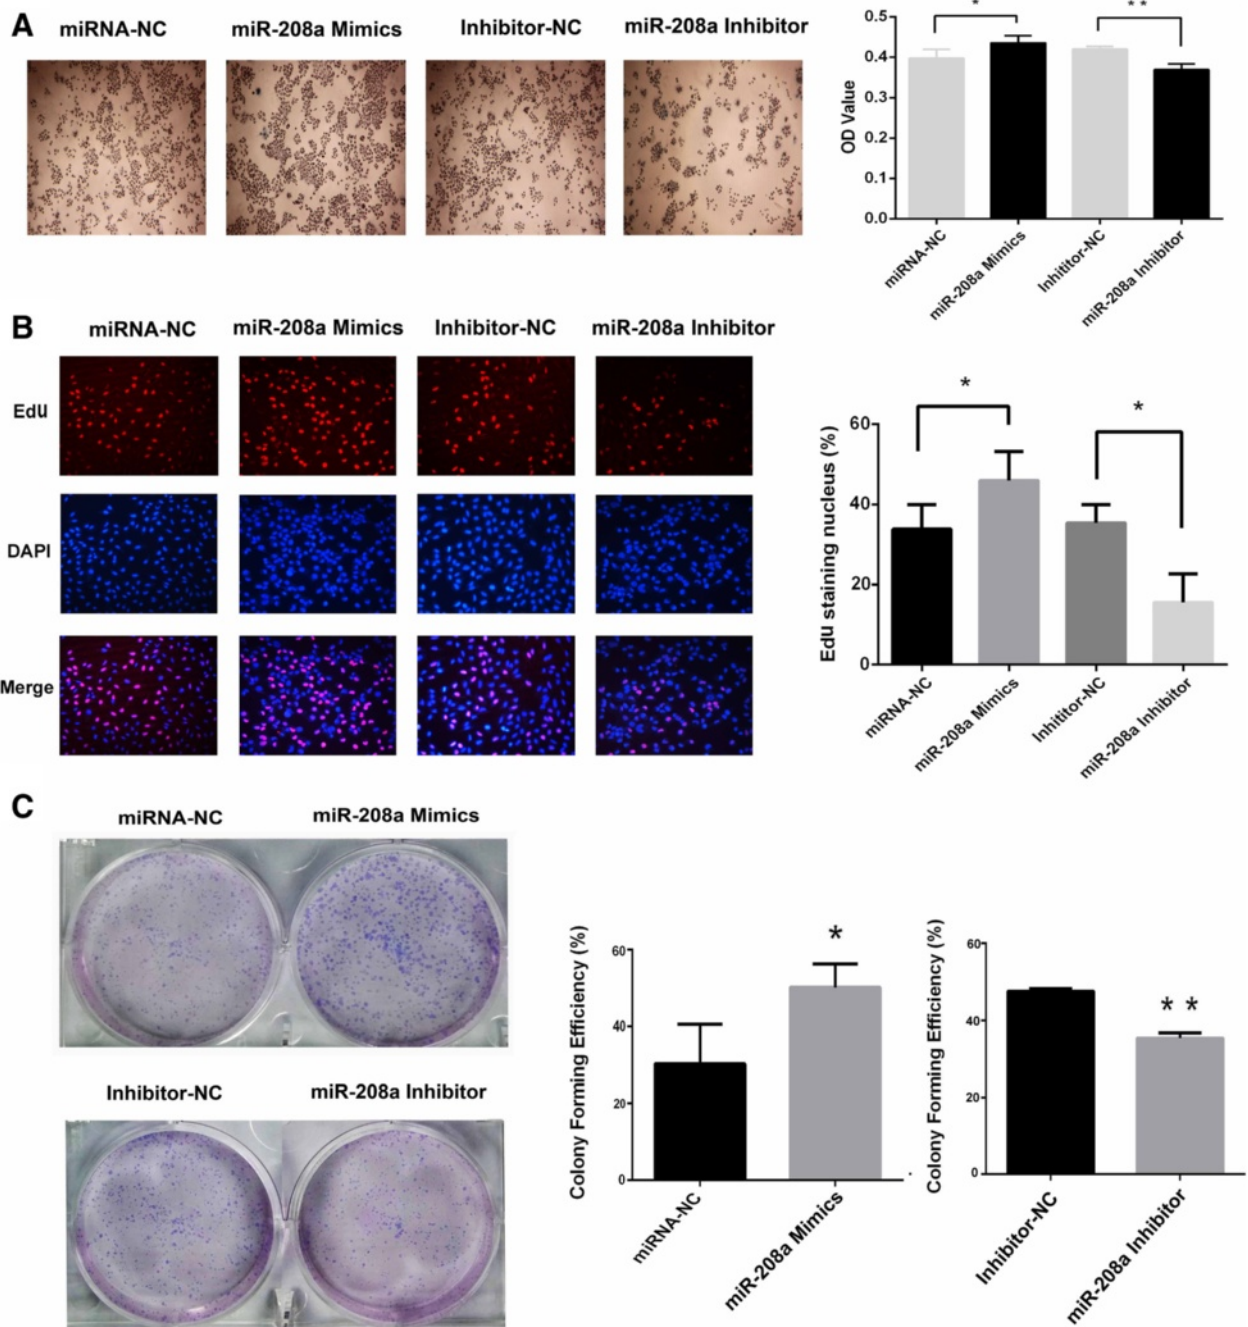 A
miRNA-NC
miR-208a Mimics
Inhibitor-NC
miR-208a Inhibitor
*
**
OD Value
0.5
0.4
0.3
0.2
0.1
0.0
miRNA-NC
miR-208a Mimics
Inhititor-NC
miR-208a Inhibitor
B
miRNA-NC
miR-208a Mimics
Inhibitor-NC
miR-208a Inhibitor
EdU
DAPI
Merge
*
*
EdU staining nucleus (%)
60
40
20
0
miRNA-NC
miR-208a Mimics
Inhititor-NC
miR-208a Inhibitor
C
miRNA-NC
miR-208a Mimics
Inhibitor-NC
miR-208a Inhibitor
Colony Forming Efficiency (%)
60
40
20
0
*
miRNA-NC
miR-208a Mimics
Colony Forming Efficiency (%)
60
40
20
0
**
Inhibitor-NC
miR-208a Inhibitor